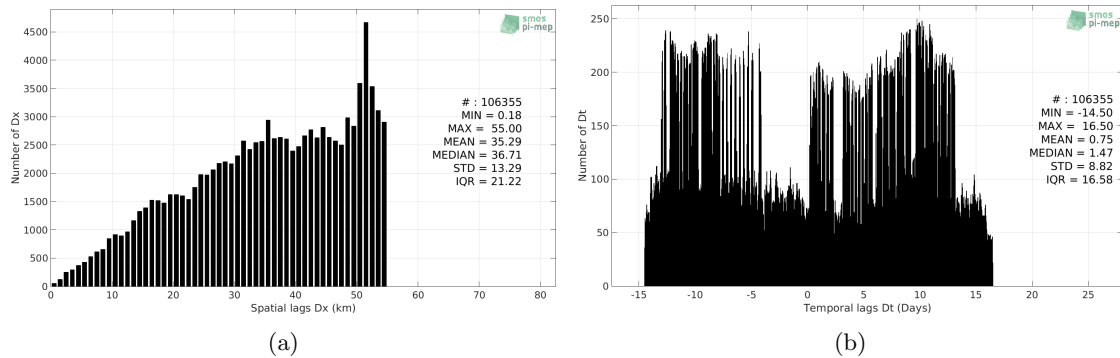 smos
pi-mep
4500
4000
3500
3000
2500
2000
1500
1000
500
0
Number of Dx
# : 106355
MIN = 0.18
MAX = 55.00
MEAN = 35.29
MEDIAN = 36.71
STD = 13.29
IQR = 21.22
0 10 20 30 40 50 60 70 80
Spatial lags Dx (km)
(a)
smos
pi-mep
250
200
150
100
50
0
Number of Dt
# : 106355
MIN = -14.50
MAX = 16.50
MEAN = 0.75
MEDIAN = 1.47
STD = 8.82
IQR = 16.58
-15 -10 -5 0 5 10 15 20 25
Temporal lags Dt (Days)
(b)